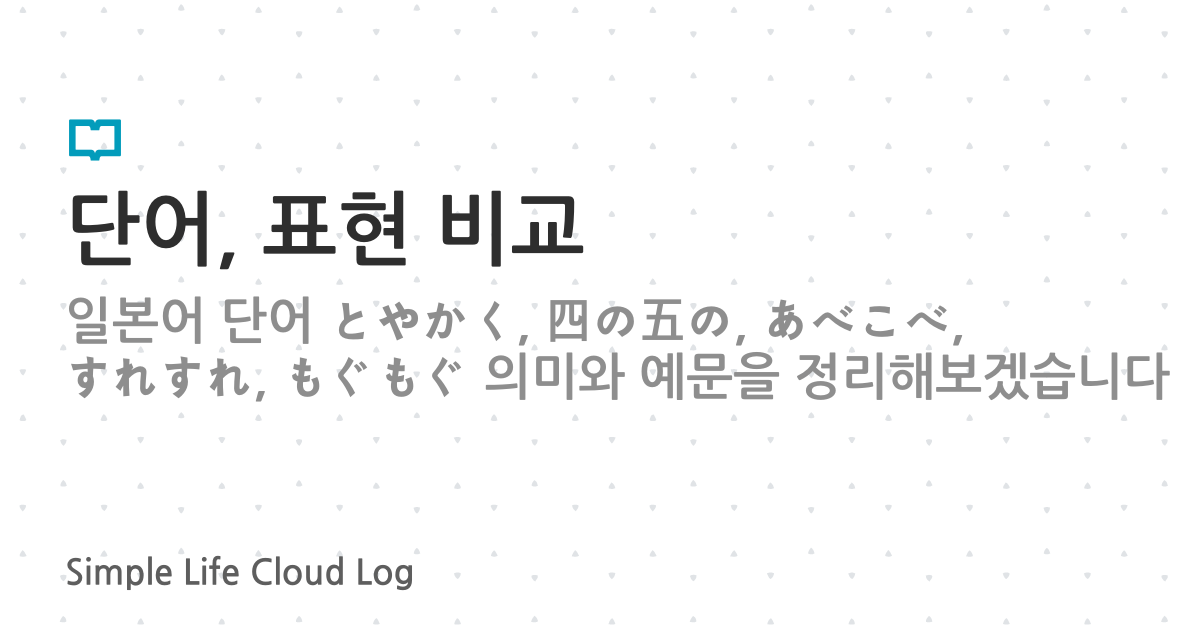 단어, 표현 비교
일본어 단어 とやかく, 四の五の, あべこべ,
すれすれ, もぐもぐ 의미와 예문을 정리해보겠습니다
Simple Life Cloud Log